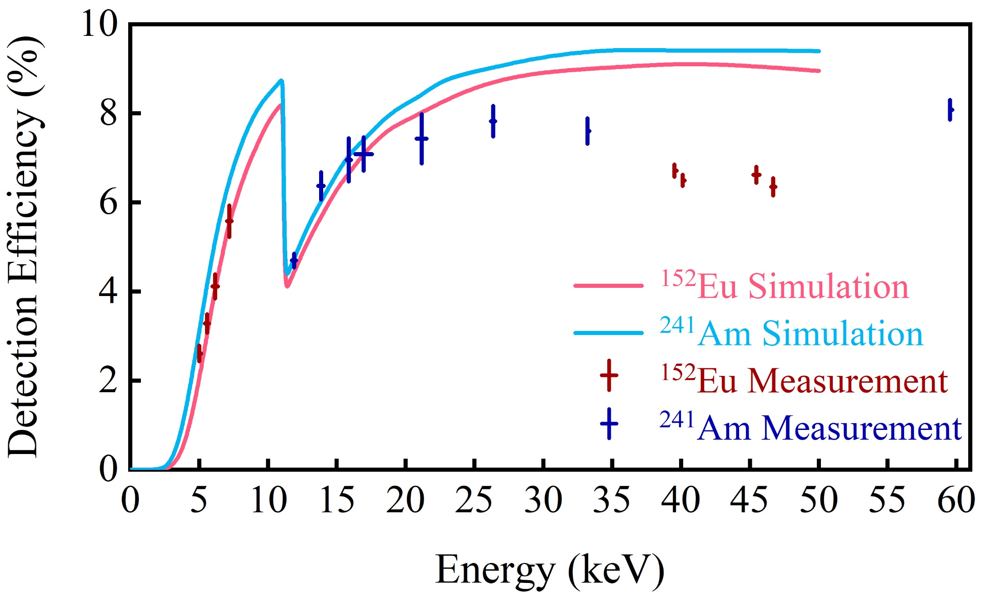 Detection Efficiency (%)
10
8
6
4
2
0
¹⁵²Eu Simulation
²⁴¹Am Simulation
¹⁵²Eu Measurement
²⁴¹Am Measurement
0 5 10 15 20 25 30 35 40 45 50 55 60
Energy (keV)